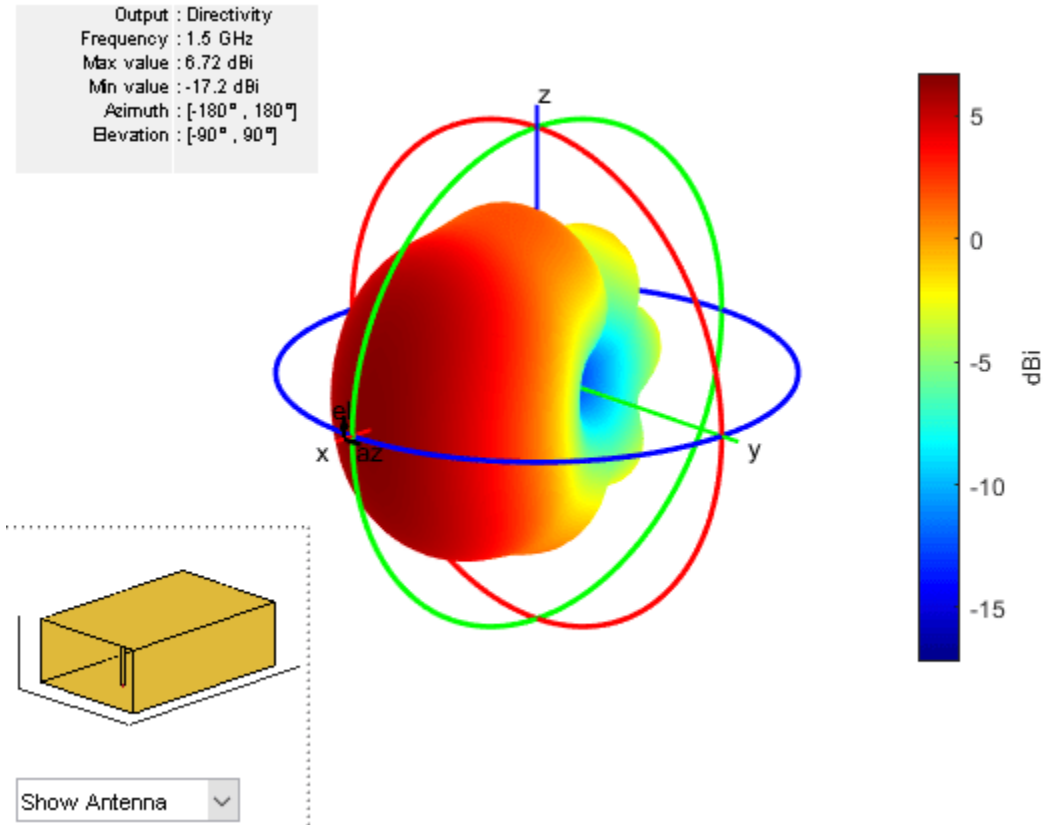 Output : Directivity
Frequency : 1.5 GHz
Max value : 6.72 dBi
Min value : -17.2 dBi
Azimuth : [-180° , 180°]
Elevation : [-90° , 90°]
z
5
0
-5
-10
-15
dBi
x
az
y
Show Antenna